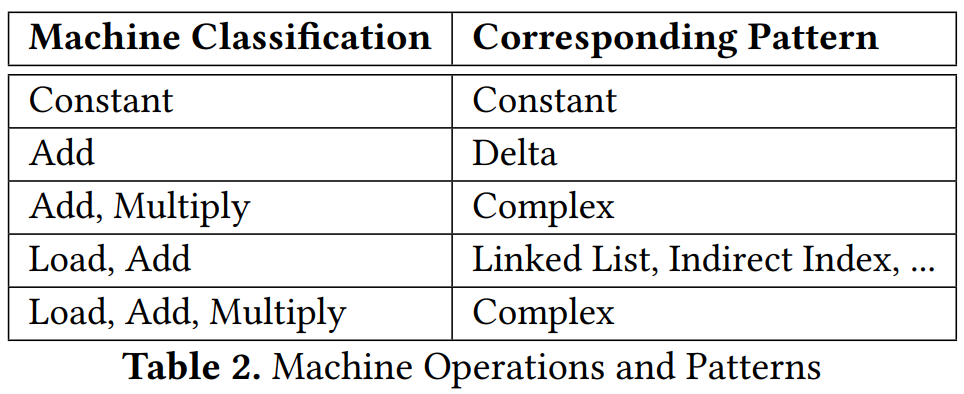 Machine Classification Corresponding Pattern
Constant Constant
Add Delta
Add, Multiply Complex
Load, Add Linked List, Indirect Index, ...
Load, Add, Multiply Complex
Table 2. Machine Operations and Patterns